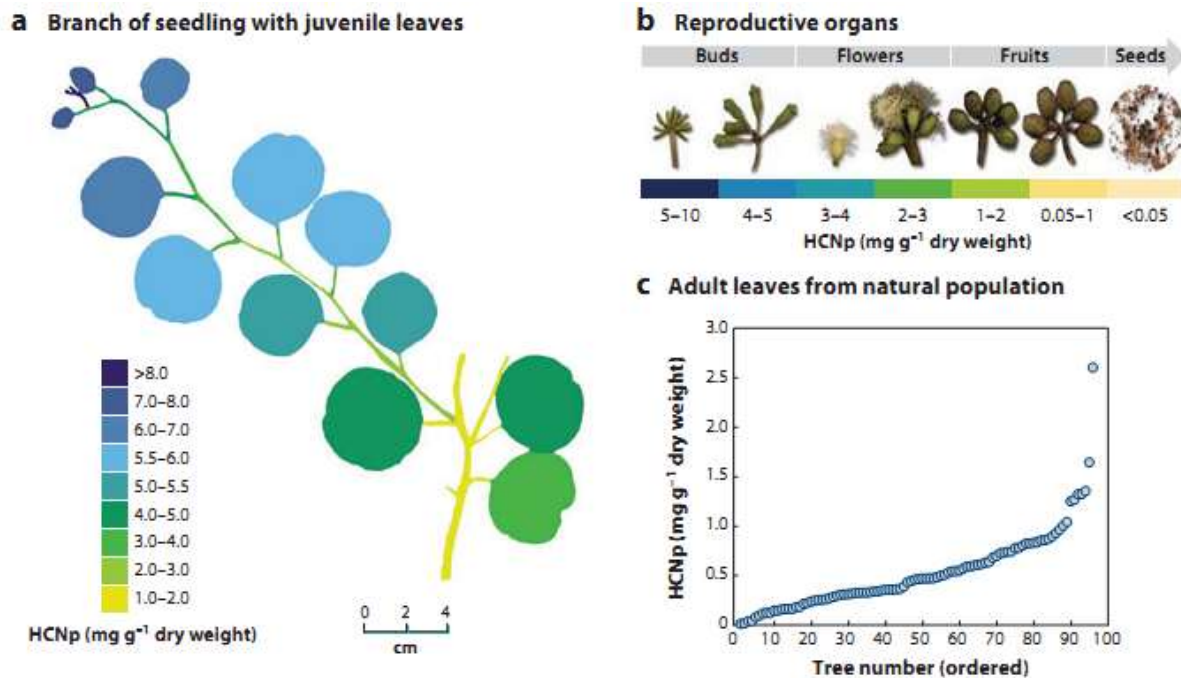 a Branch of seedling with juvenile leaves
>8.0
7.0–8.0
6.0–7.0
5.5–6.0
5.0–5.5
4.0–5.0
3.0–4.0
2.0–3.0
1.0–2.0
HCNp (mg g⁻¹ dry weight)
0 2 4
cm
b Reproductive organs
Buds Flowers Fruits Seeds
5–10 4–5 3–4 2–3 1–2 0.05–1 <0.05
HCNp (mg g⁻¹ dry weight)
c Adult leaves from natural population
HCNp (mg g⁻¹ dry weight)
3.0
2.5
2.0
1.5
1.0
0.5
0
0 10 20 30 40 50 60 70 80 90 100
Tree number (ordered)